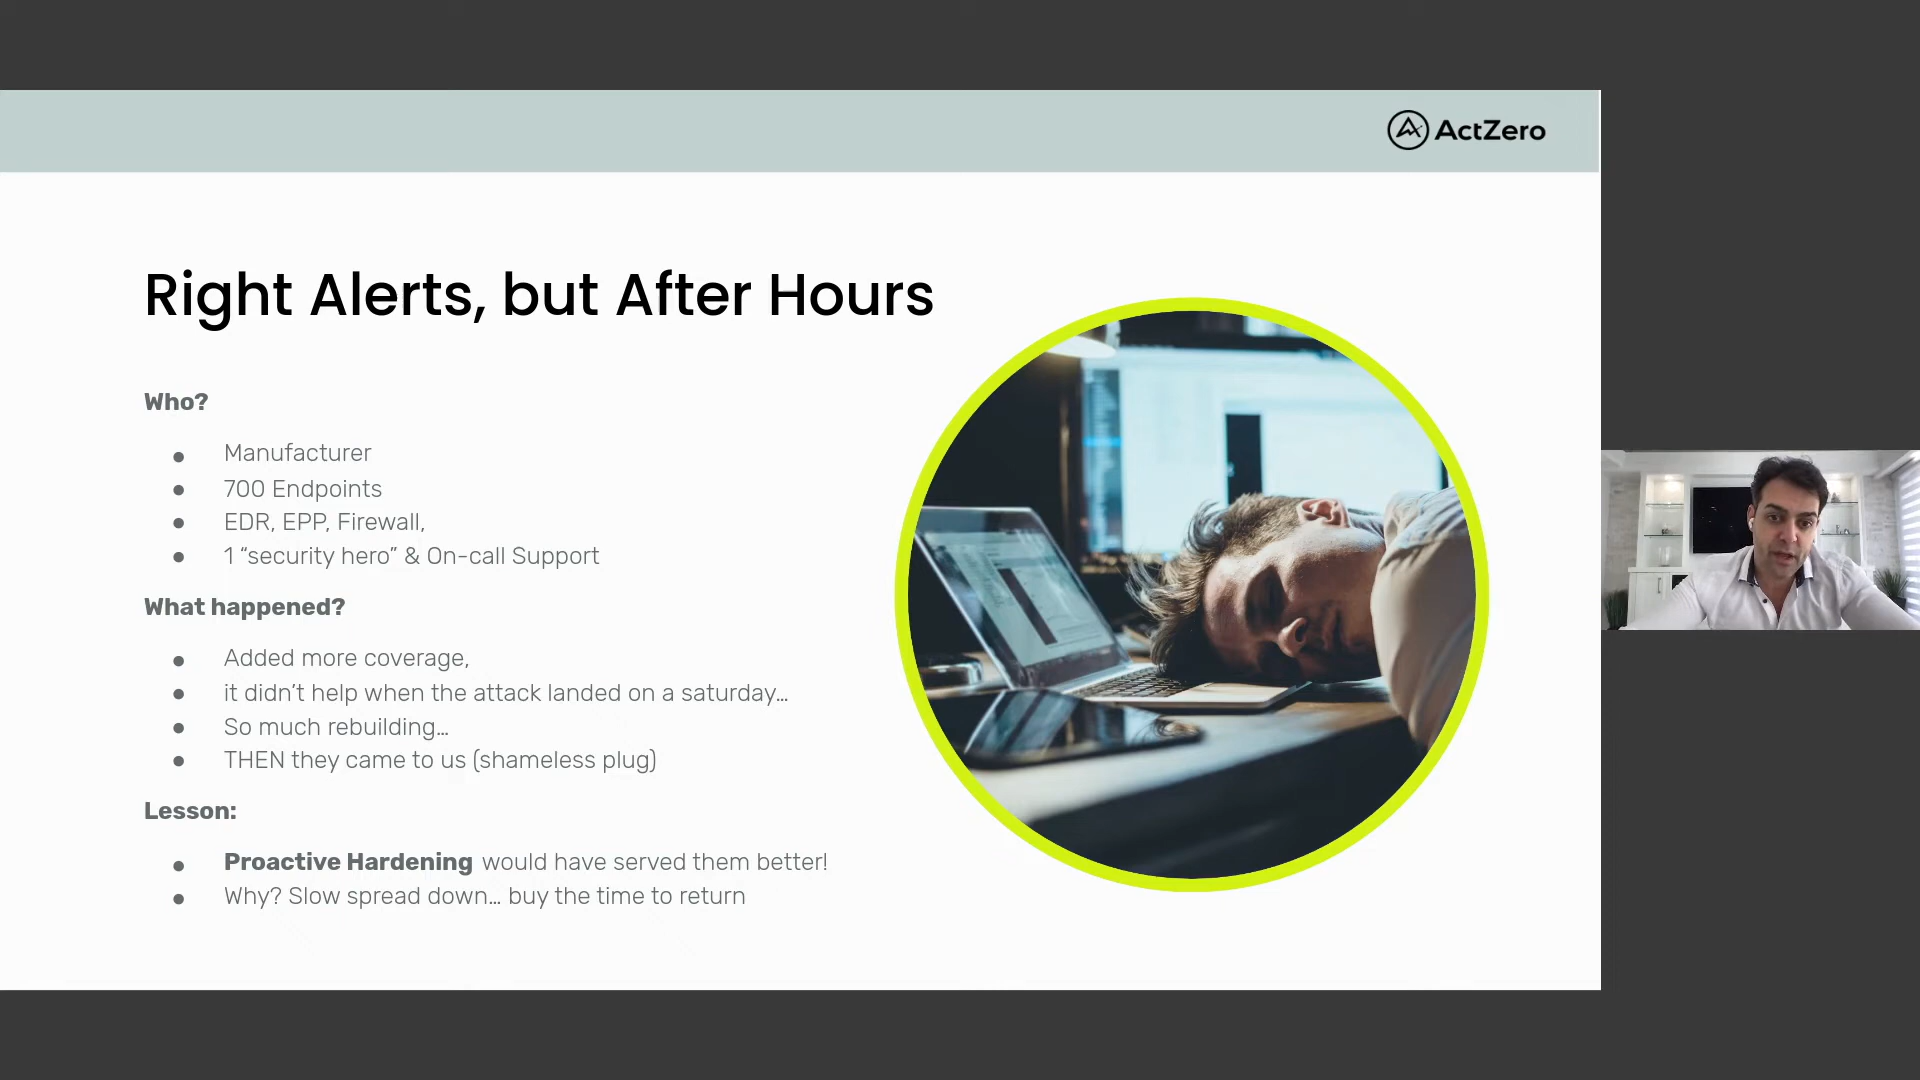 ActZero
Right Alerts, but After Hours
Who?
● Manufacturer
● 700 Endpoints
● EDR, EPP, Firewall,
● 1 “security hero” & On-call Support
What happened?
● Added more coverage,
● it didn’t help when the attack landed on a saturday…
● So much rebuilding…
● THEN they came to us (shameless plug)
Lesson:
● Proactive Hardening would have served them better!
● Why? Slow spread down… buy the time to return